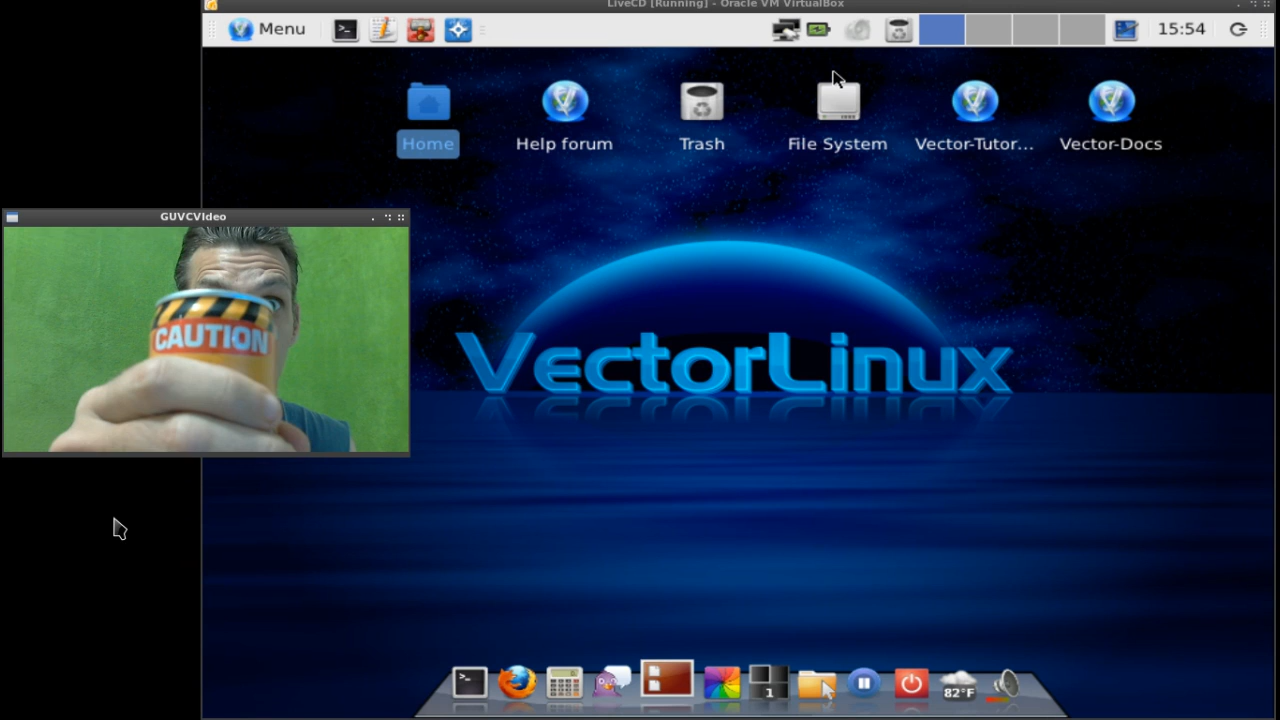 LiveCD [Running] - Oracle VM VirtualBox
Menu
15:54
Home
Help forum
Trash
File System
Vector-Tutor...
Vector-Docs
GUVCVIdeo
CAUTION
VectorLinux
1
82°F